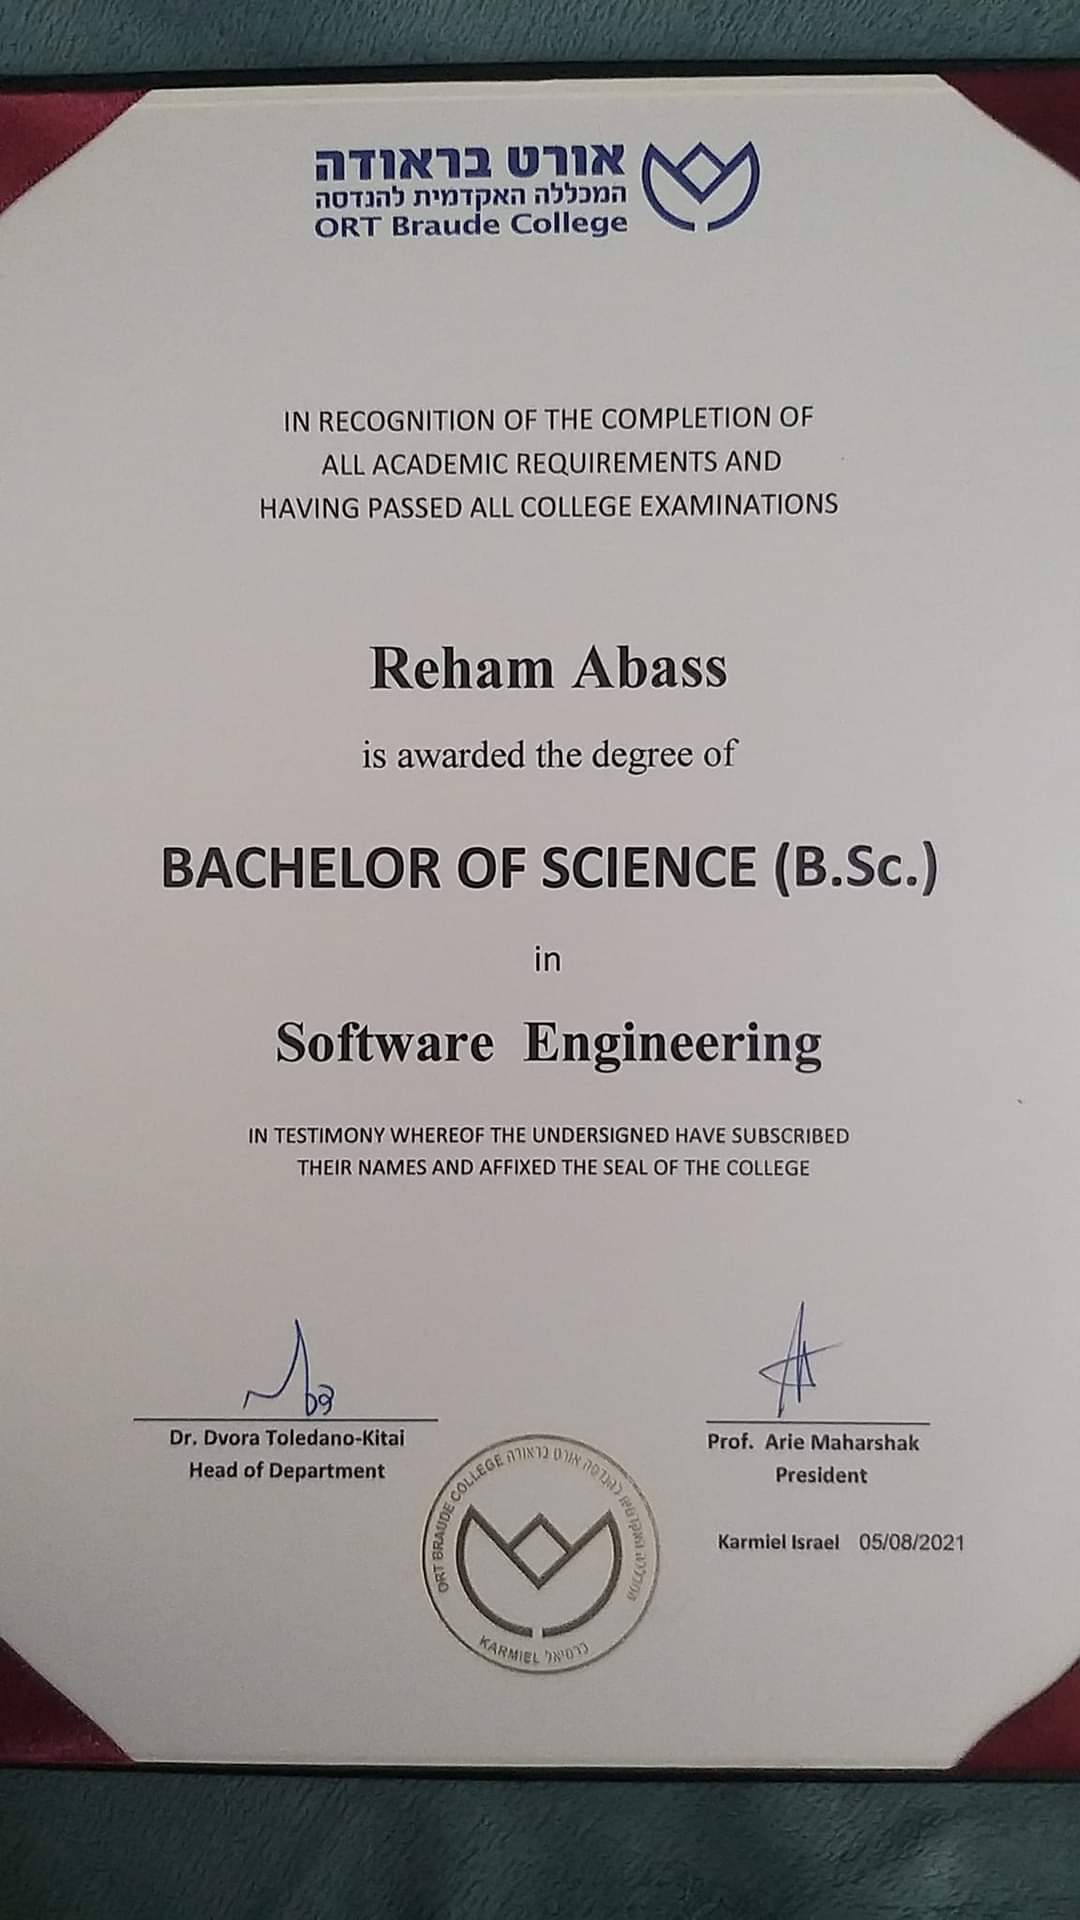 אורט בראודה
המכללה האקדמית להנדסה
ORT Braude College
IN RECOGNITION OF THE COMPLETION OF
ALL ACADEMIC REQUIREMENTS AND
HAVING PASSED ALL COLLEGE EXAMINATIONS
Reham Abass
is awarded the degree of
BACHELOR OF SCIENCE (B.Sc.)
in
Software Engineering
IN TESTIMONY WHEREOF THE UNDERSIGNED HAVE SUBSCRIBED
THEIR NAMES AND AFFIXED THE SEAL OF THE COLLEGE
Dr. Dvora Toledano-Kitai
Head of Department
Prof. Arie Maharshak
President
Karmiel Israel 05/08/2021
ORT BRAUDE COLLEGE אורט בראודה המכללה האקדמית להנדסה
KARMIEL כרמיאל